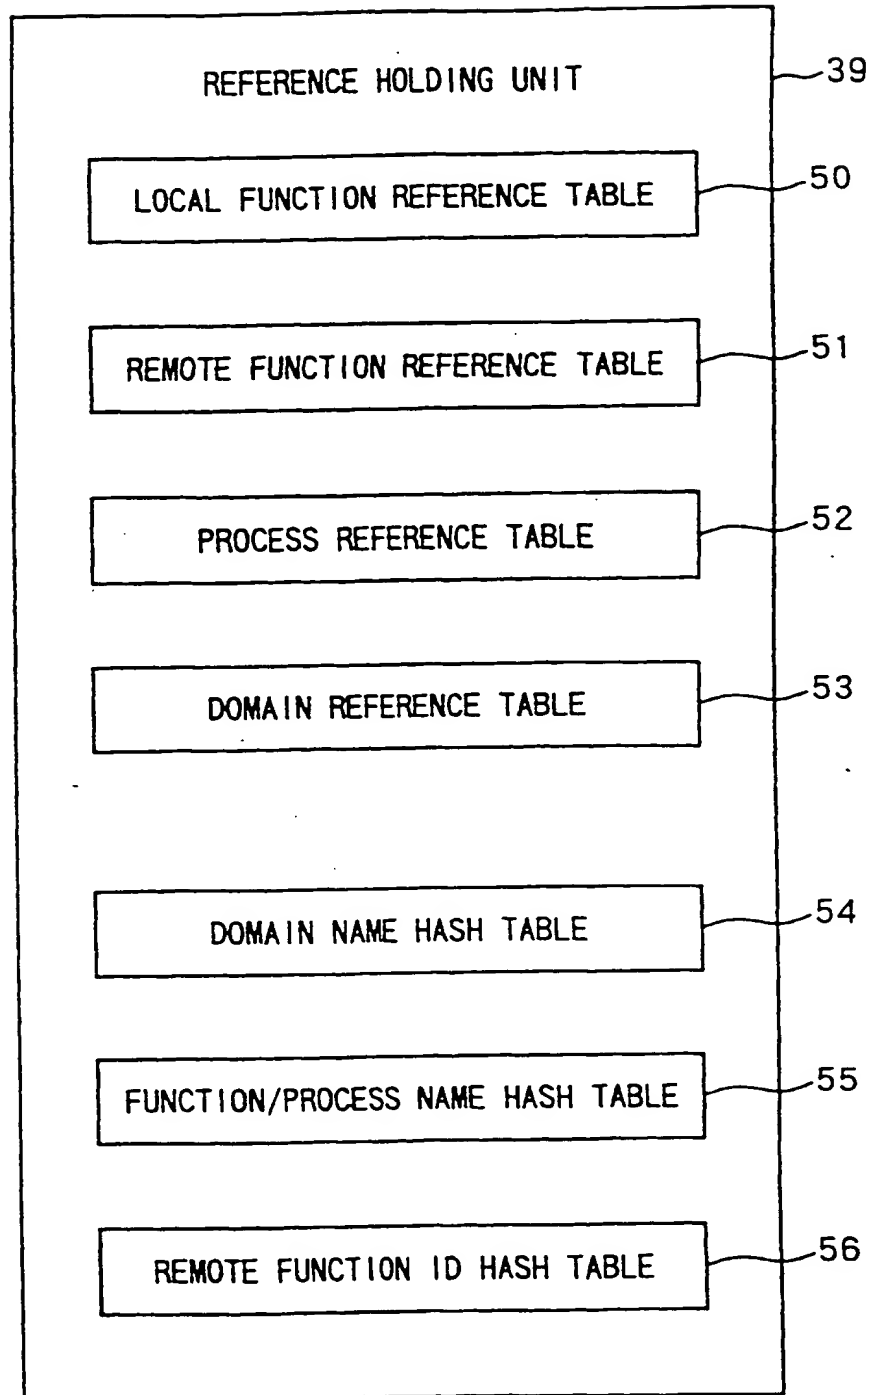 REFERENCE HOLDING UNIT
39
LOCAL FUNCTION REFERENCE TABLE
50
REMOTE FUNCTION REFERENCE TABLE
51
PROCESS REFERENCE TABLE
52
DOMAIN REFERENCE TABLE
53
DOMAIN NAME HASH TABLE
54
FUNCTION/PROCESS NAME HASH TABLE
55
REMOTE FUNCTION ID HASH TABLE
56